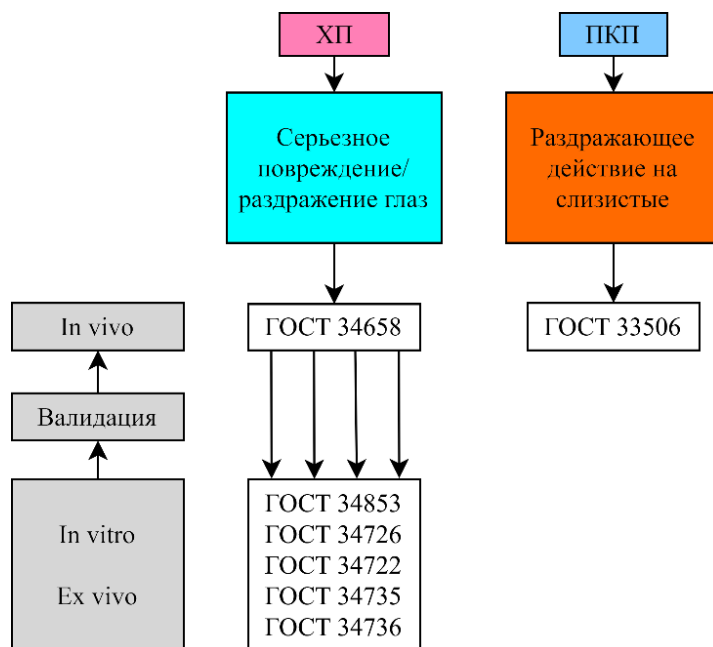 ХП
ПКП
Серьезное
повреждение/
раздражение глаз
Раздражающее
действие на
слизистые
In vivo
ГОСТ 34658
ГОСТ 33506
Валидация
In vitro
Ex vivo
ГОСТ 34853
ГОСТ 34726
ГОСТ 34722
ГОСТ 34735
ГОСТ 34736